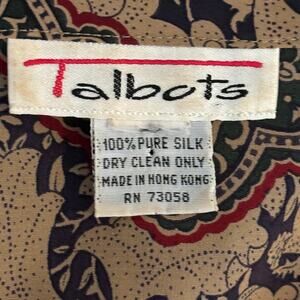 Talbots
100% PURE SILK
DRY CLEAN ONLY
MADE IN HONG KONG
RN 73058